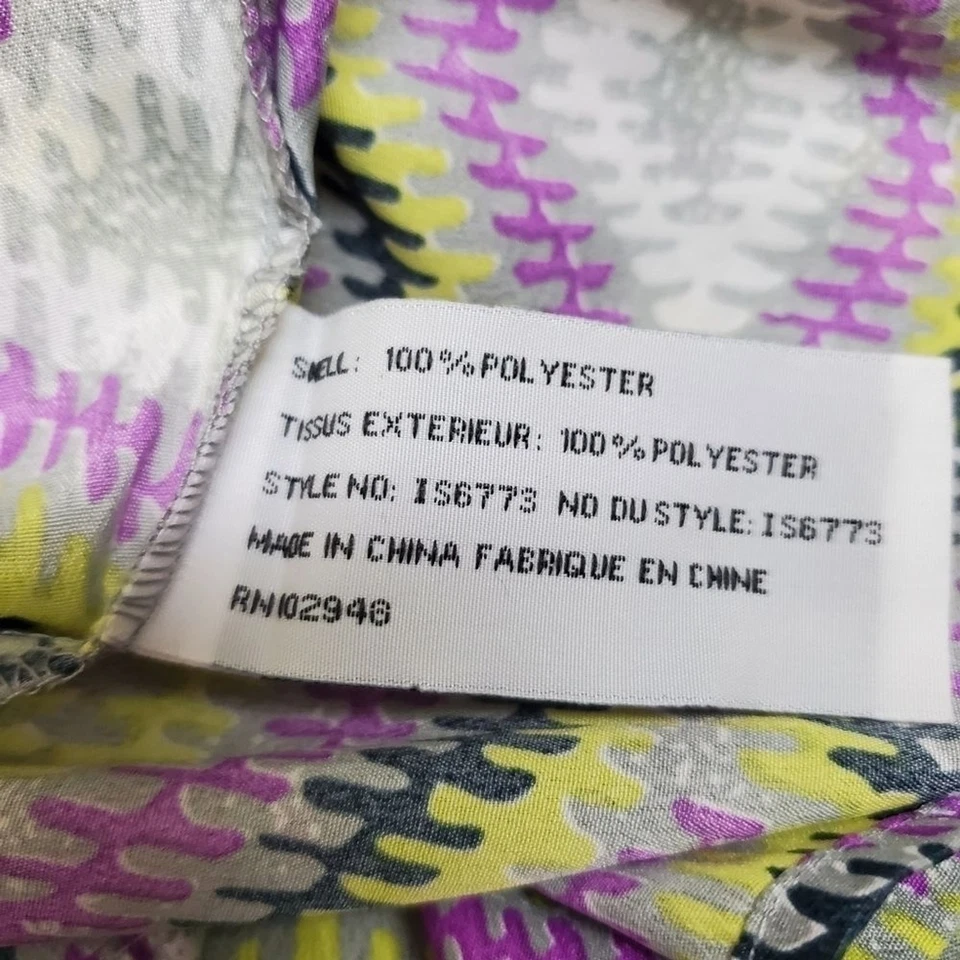 SHELL: 100%POLYESTER
TISSUS EXTERIEUR: 100%POLYESTER
STYLE NO: IS6773 NO DU STYLE: IS6773
MADE IN CHINA FABRIQUE EN CHINE
RN102946